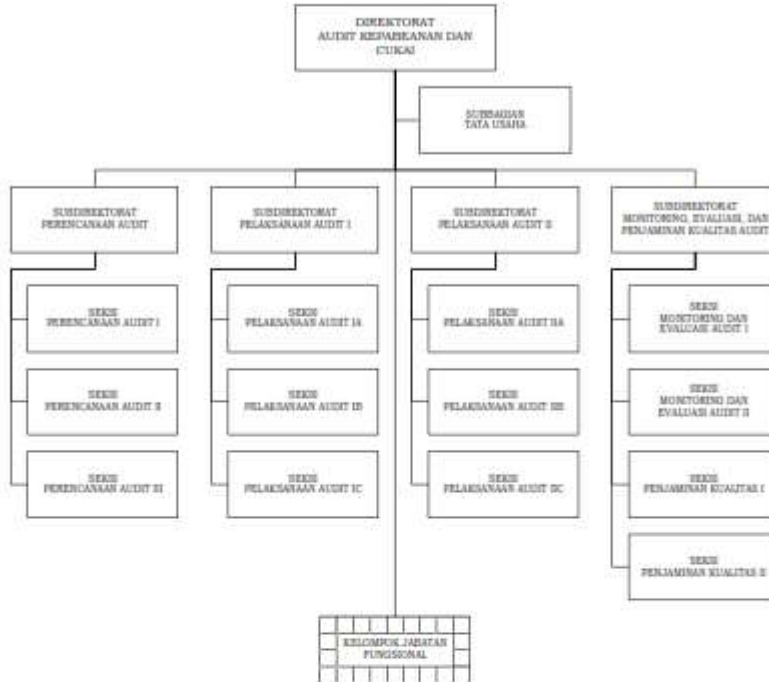 DIREKTORAT
AUDIT KEPABEANAN DAN
CUKAI
SUBBAGIAN
TATA USAHA
SUBDIREKTORAT
PERENCANAAN AUDIT
SUBDIREKTORAT
PELAKSANAAN AUDIT I
SUBDIREKTORAT
PELAKSANAAN AUDIT II
SUBDIREKTORAT
MONITORING, EVALUASI, DAN
PENJAMINAN KUALITAS AUDIT
SEKSI
PERENCANAAN AUDIT I
SEKSI
PELAKSANAAN AUDIT IA
SEKSI
PELAKSANAAN AUDIT IIA
SEKSI
MONITORING DAN
EVALUASI AUDIT I
SEKSI
PERENCANAAN AUDIT II
SEKSI
PELAKSANAAN AUDIT IB
SEKSI
PELAKSANAAN AUDIT IIB
SEKSI
MONITORING DAN
EVALUASI AUDIT II
SEKSI
PERENCANAAN AUDIT III
SEKSI
PELAKSANAAN AUDIT IC
SEKSI
PELAKSANAAN AUDIT IIC
SEKSI
PENJAMINAN KUALITAS I
SEKSI
PENJAMINAN KUALITAS II
KELOMPOK JABATAN
FUNGSIONAL